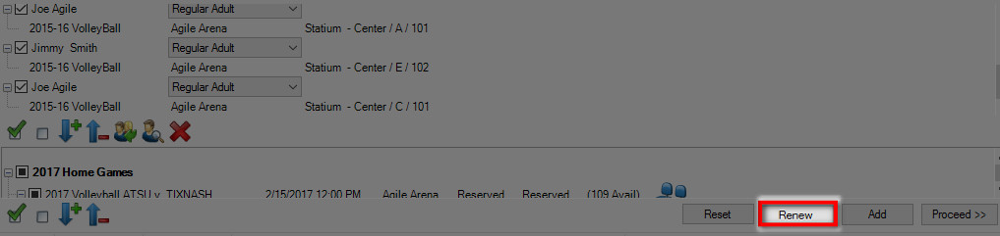 Joe Agile Regular Adult
2015-16 VolleyBall Agile Arena Statium - Center / A / 101
Jimmy Smith Regular Adult
2015-16 VolleyBall Agile Arena Statium - Center / E / 102
Joe Agile Regular Adult
2015-16 VolleyBall Agile Arena Statium - Center / C / 101
2017 Home Games
2017 Volleyball ATSU v. TIXNASH 2/15/2017 12:00 PM Agile Arena Reserved Reserved (109 Avail)
Reset Renew Add Proceed >>